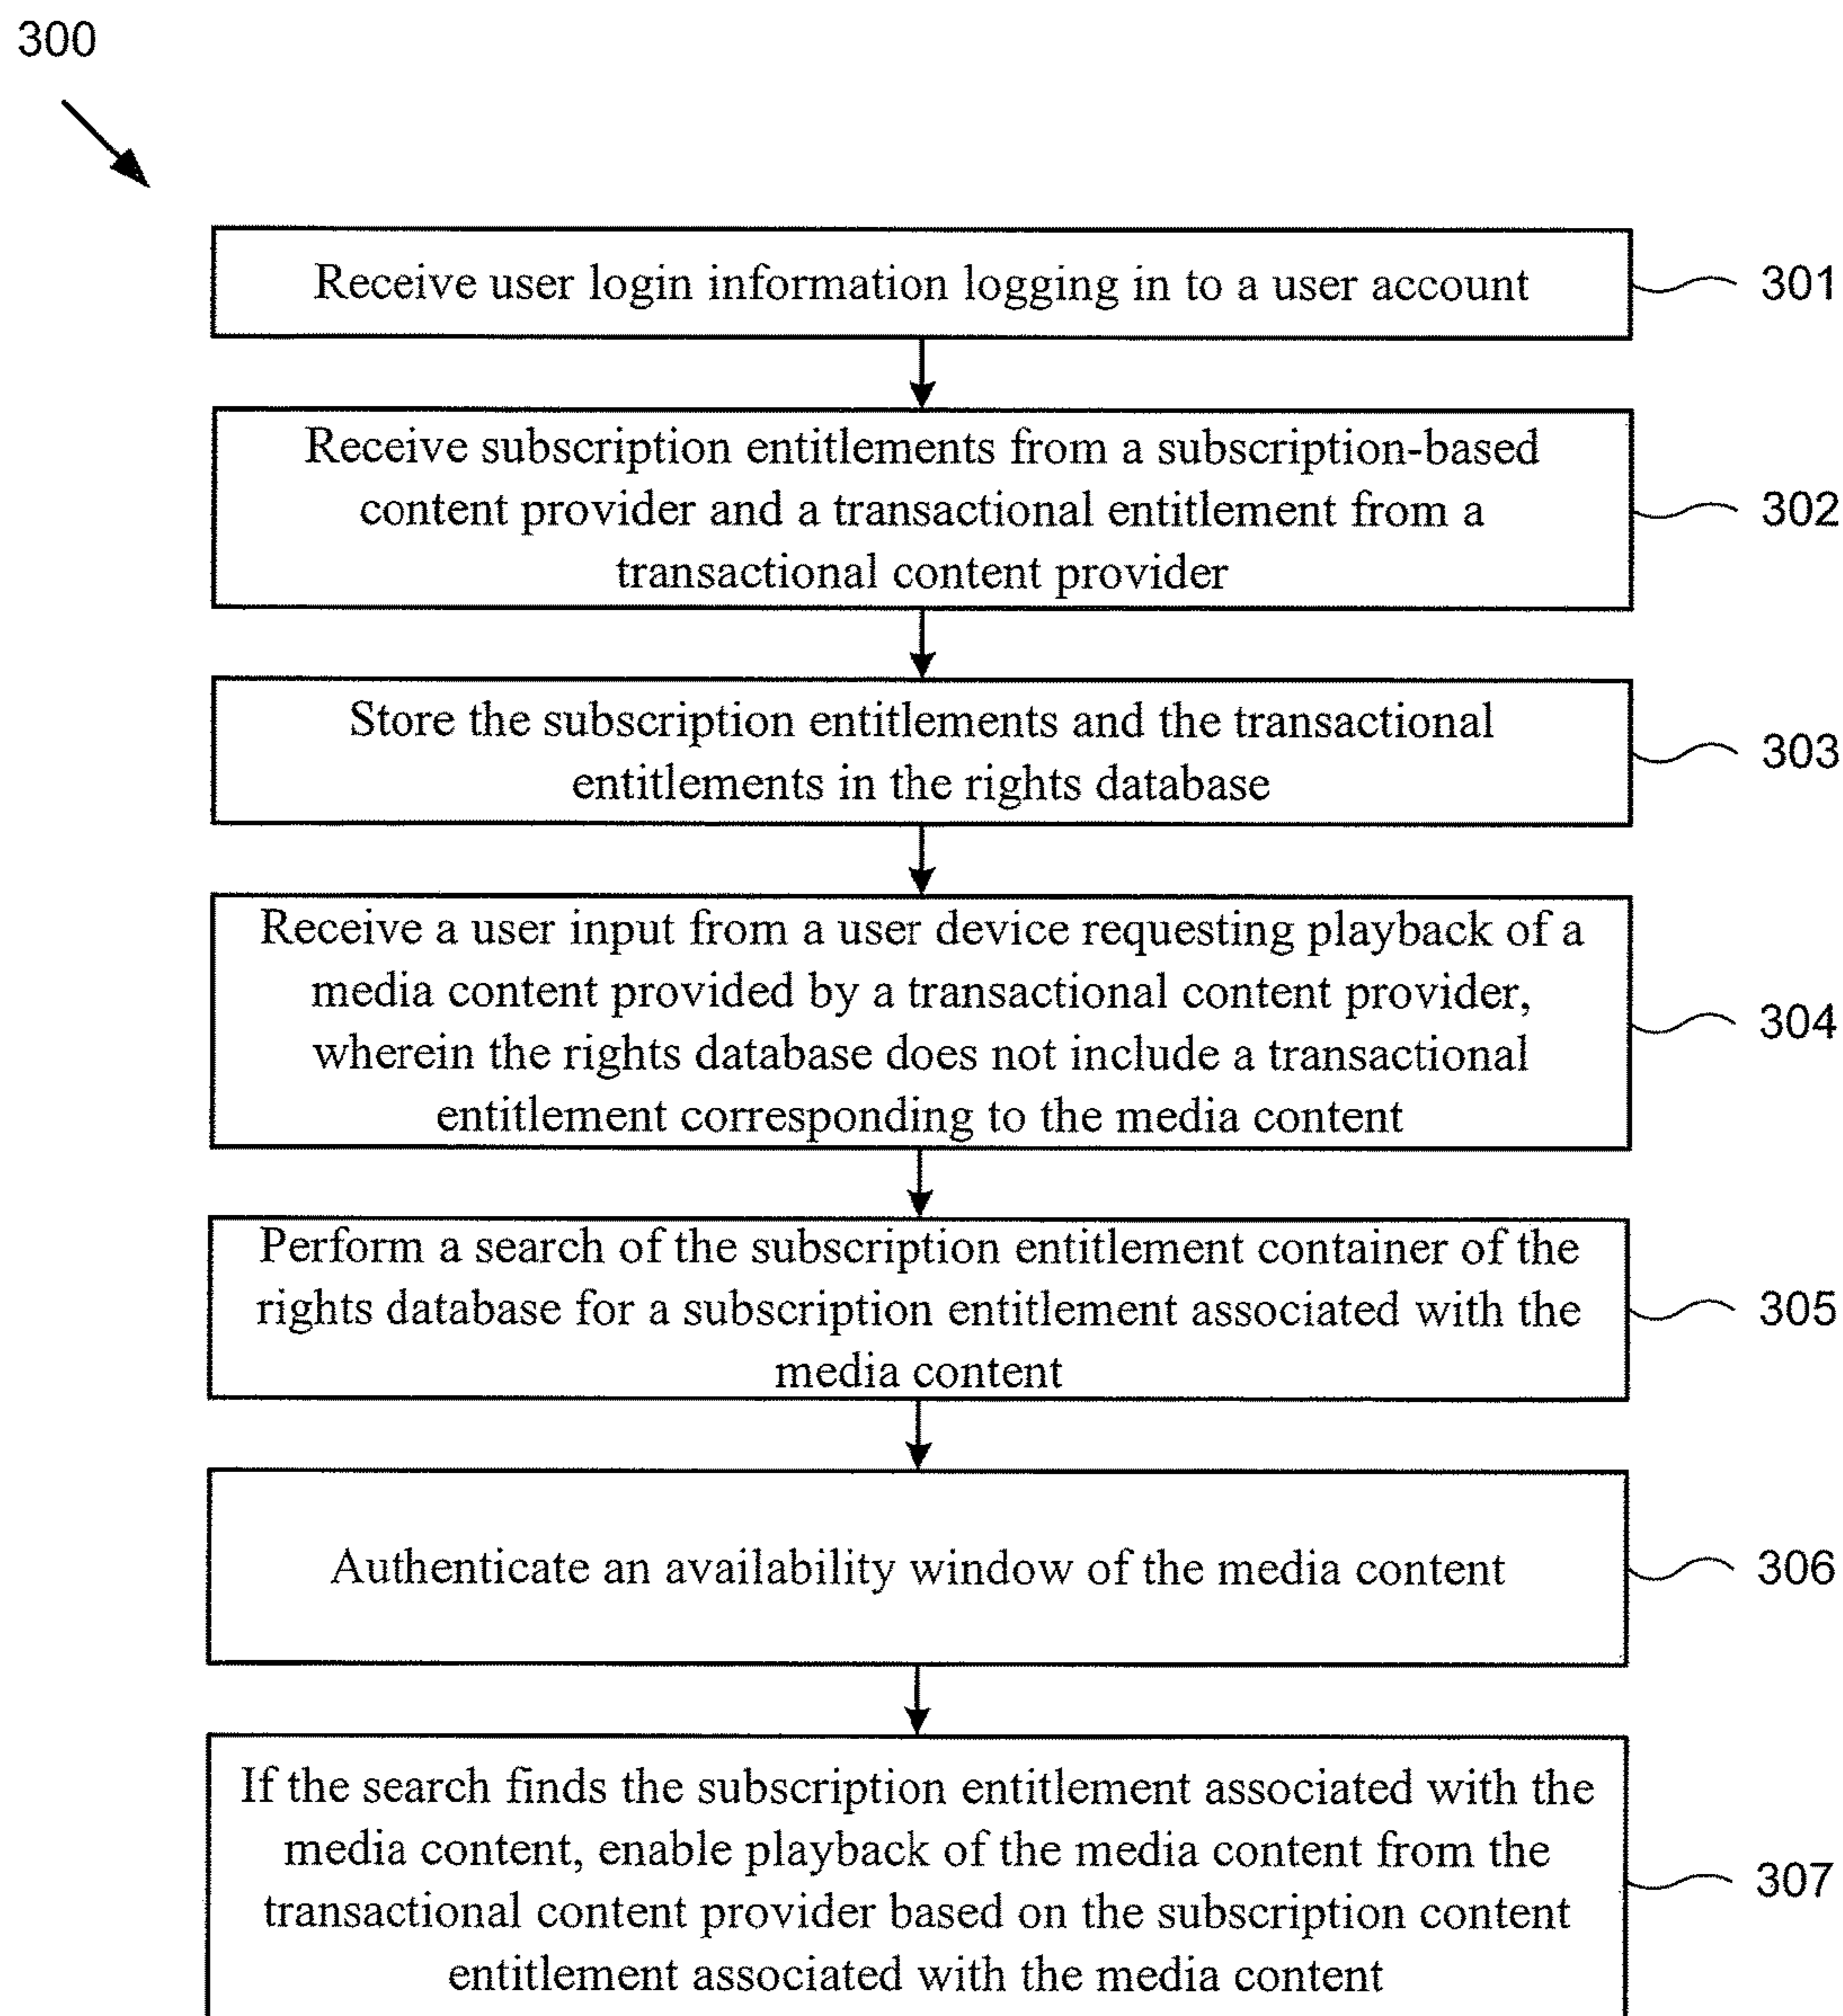 300
Receive user login information logging in to a user account
301
Receive subscription entitlements from a subscription-based
content provider and a transactional entitlement from a
transactional content provider
302
Store the subscription entitlements and the transactional
entitlements in the rights database
303
Receive a user input from a user device requesting playback of a
media content provided by a transactional content provider,
wherein the rights database does not include a transactional
entitlement corresponding to the media content
304
Perform a search of the subscription entitlement container of the
rights database for a subscription entitlement associated with the
media content
305
Authenticate an availability window of the media content
306
If the search finds the subscription entitlement associated with the
media content, enable playback of the media content from the
transactional content provider based on the subscription content
entitlement associated with the media content
307